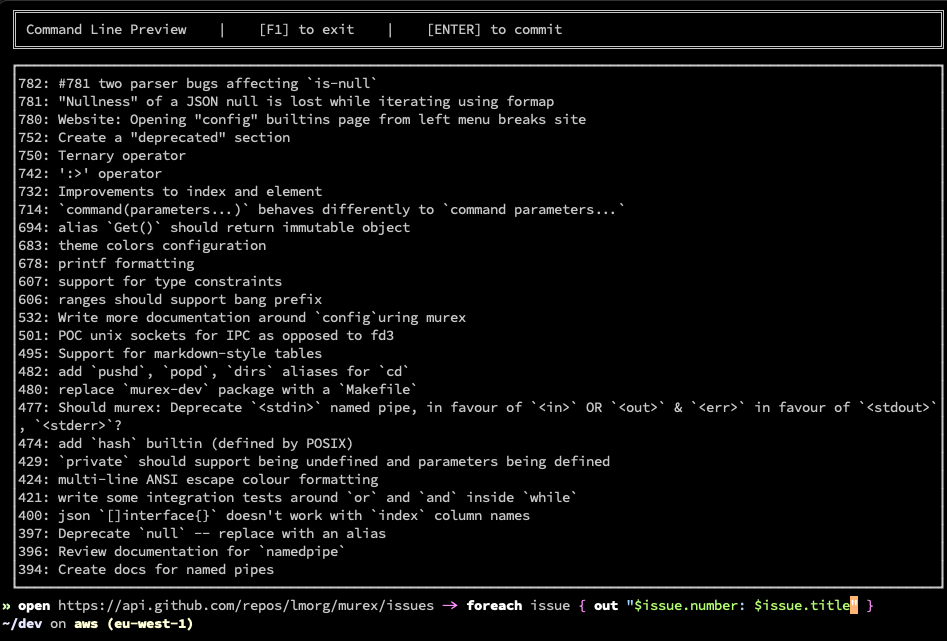 Command Line Preview | [F1] to exit | [ENTER] to commit
782: #781 two parser bugs affecting `is-null`
781: "Nullness" of a JSON null is lost while iterating using formap
780: Website: Opening "config" builtins page from left menu breaks site
752: Create a "deprecated" section
750: Ternary operator
742: ':>' operator
732: Improvements to index and element
714: `command(parameters...)` behaves differently to `command parameters...`
694: alias `Get()` should return immutable object
683: theme colors configuration
678: printf formatting
607: support for type constraints
606: ranges should support bang prefix
532: Write more documentation around `config`uring murex
501: POC unix sockets for IPC as opposed to fd3
495: Support for markdown-style tables
482: add `pushd`, `popd`, `dirs` aliases for `cd`
480: replace `murex-dev` package with a `Makefile`
477: Should murex: Deprecate `<stdin>` named pipe, in favour of `<in>` OR `<out>` & `<err>` in favour of `<stdout>`
, `<stderr>`?
474: add `hash` builtin (defined by POSIX)
429: `private` should support being undefined and parameters being defined
424: multi-line ANSI escape colour formatting
421: write some integration tests around `or` and `and` inside `while`
400: json `[]interface{}` doesn't work with `index` column names
397: Deprecate `null` -- replace with an alias
396: Review documentation for `namedpipe`
394: Create docs for named pipes
» open https://api.github.com/repos/lmorg/murex/issues → foreach issue { out "$issue.number: $issue.title" }
~/dev on aws (eu-west-1)